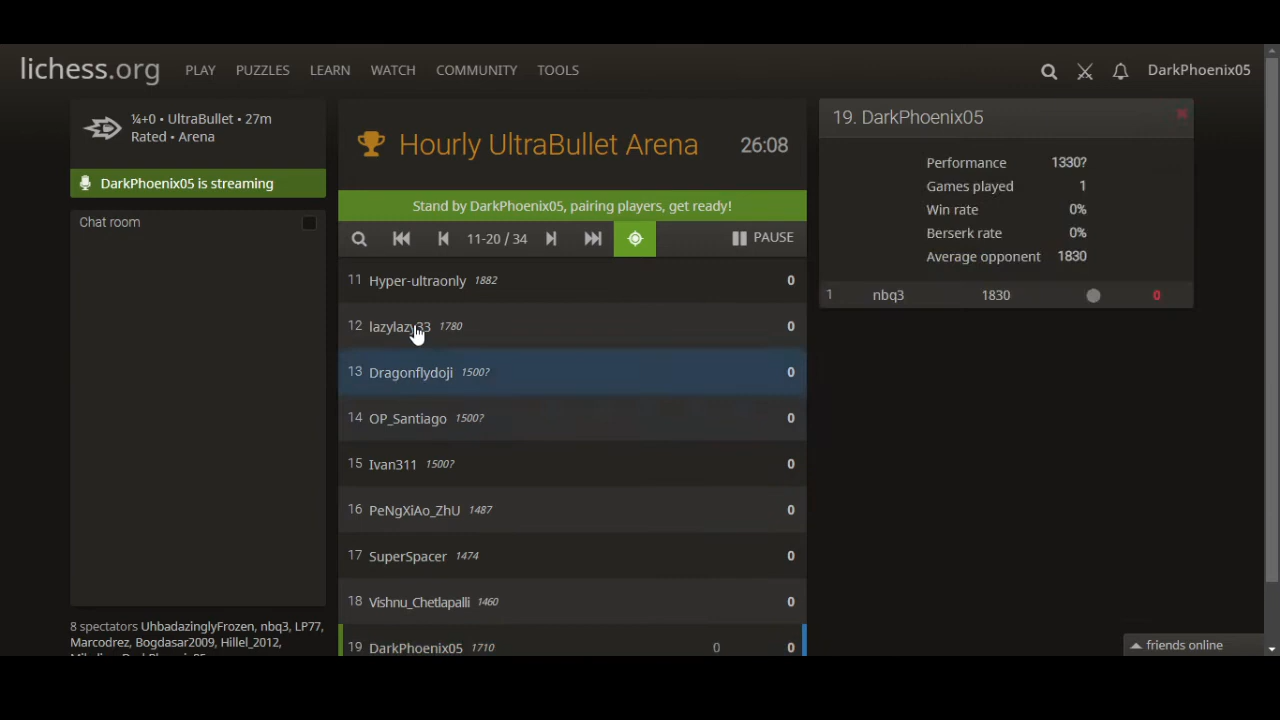 lichess.org
PLAY
PUZZLES
LEARN
WATCH
COMMUNITY
TOOLS
DarkPhoenix05
¼+0 • UltraBullet • 27m
Rated • Arena
DarkPhoenix05 is streaming
Chat room
8 spectators UhbadazinglyFrozen, nbq3, LP77,
Marcodrez, Bogdasar2009, Hillel_2012,
Hourly UltraBullet Arena
26:08
Stand by DarkPhoenix05, pairing players, get ready!
11-20 / 34
PAUSE
11 Hyper-ultraonly 1882 0
12 lazylazy33 1780 0
13 Dragonflydoji 1500? 0
14 OP_Santiago 1500? 0
15 Ivan311 1500? 0
16 PeNgXiAo_ZhU 1487 0
17 SuperSpacer 1474 0
18 Vishnu_Chetlapalli 1460 0
19 DarkPhoenix05 1710 0 0
19. DarkPhoenix05
Performance 1330?
Games played 1
Win rate 0%
Berserk rate 0%
Average opponent 1830
1 nbq3 1830 0
friends online